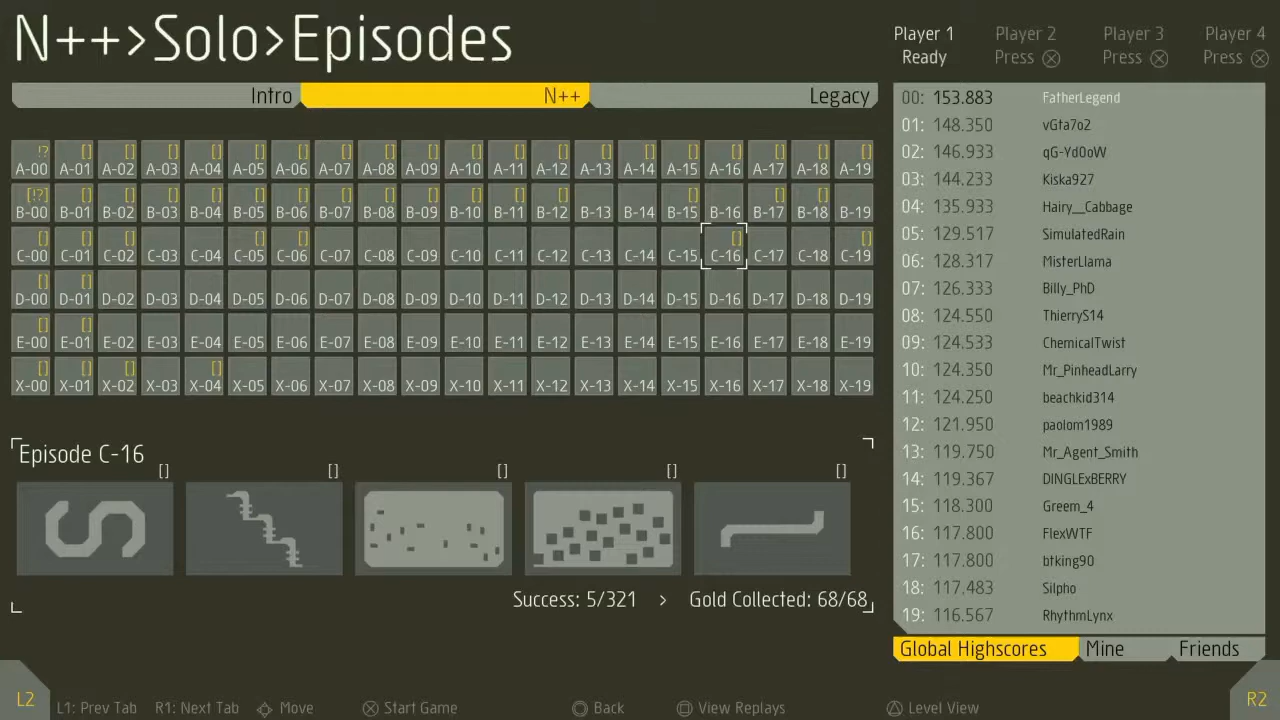 N++>Solo>Episodes
Player 1 Player 2 Player 3 Player 4
Ready Press Press Press
Intro N++ Legacy
!? [] [] [] [] [] [] [] [] [] [] [] [] [] [] [] [] [] [] []
A-00 A-01 A-02 A-03 A-04 A-05 A-06 A-07 A-08 A-09 A-10 A-11 A-12 A-13 A-14 A-15 A-16 A-17 A-18 A-19
[!?] [] [] [] [] [] [] [] [] [] [] [] [] [] [] []
B-00 B-01 B-02 B-03 B-04 B-05 B-06 B-07 B-08 B-09 B-10 B-11 B-12 B-13 B-14 B-15 B-16 B-17 B-18 B-19
[] [] [] [] [] [] []
C-00 C-01 C-02 C-03 C-04 C-05 C-06 C-07 C-08 C-09 C-10 C-11 C-12 C-13 C-14 C-15 C-16 C-17 C-18 C-19
[] []
D-00 D-01 D-02 D-03 D-04 D-05 D-06 D-07 D-08 D-09 D-10 D-11 D-12 D-13 D-14 D-15 D-16 D-17 D-18 D-19
[] []
E-00 E-01 E-02 E-03 E-04 E-05 E-06 E-07 E-08 E-09 E-10 E-11 E-12 E-13 E-14 E-15 E-16 E-17 E-18 E-19
[] [] [] []
X-00 X-01 X-02 X-03 X-04 X-05 X-06 X-07 X-08 X-09 X-10 X-11 X-12 X-13 X-14 X-15 X-16 X-17 X-18 X-19
Episode C-16
[] [] [] [] []
Success: 5/321 > Gold Collected: 68/68
00: 153.883 FatherLegend
01: 148.350 vGta7o2
02: 146.933 qG-Yd0oW
03: 144.233 Kiska927
04: 135.933 Hairy__Cabbage
05: 129.517 SimulatedRain
06: 128.317 MisterLlama
07: 126.333 Billy_PhD
08: 124.550 ThierryS14
09: 124.533 ChemicalTwist
10: 124.350 Mr_PinheadLarry
11: 124.250 beachkid314
12: 121.950 paolom1989
13: 119.750 Mr_Agent_Smith
14: 119.367 DINGLExBERRY
15: 118.300 Greem_4
16: 117.800 FlexWTF
17: 117.800 btking90
18: 117.483 Silpho
19: 116.567 RhythmLynx
Global Highscores Mine Friends
L2 L1: Prev Tab R1: Next Tab Move Start Game Back View Replays Level View R2